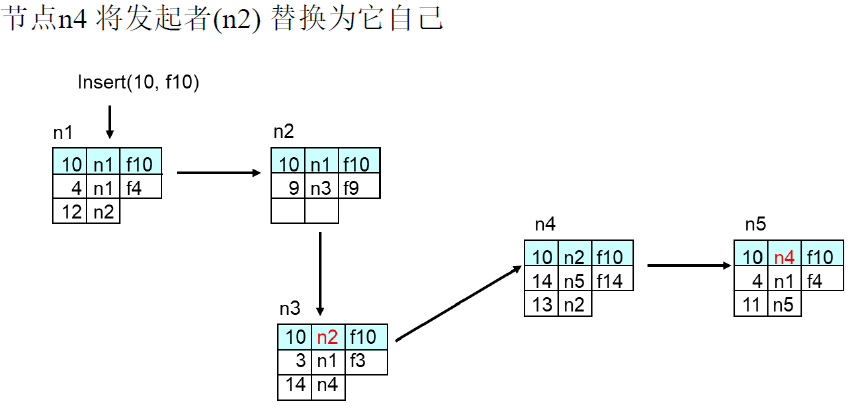 节点n4 将发起者(n2) 替换为它自己
Insert(10, f10)
n1
10 n1 f10
4 n1 f4
12 n2
n2
10 n1 f10
9 n3 f9
n3
10 n2 f10
3 n1 f3
14 n4
n4
10 n2 f10
14 n5 f14
13 n2
n5
10 n4 f10
4 n1 f4
11 n5